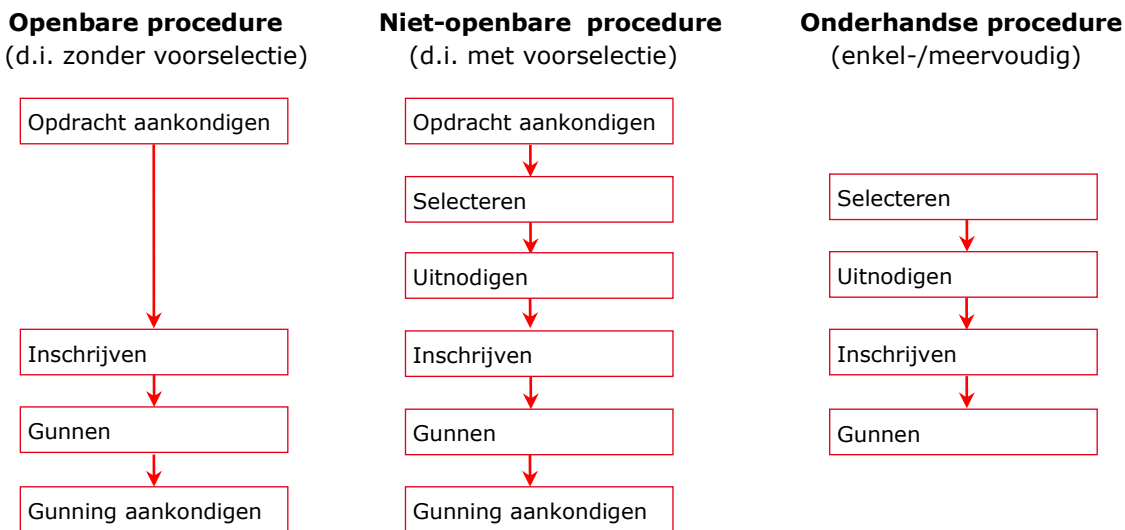 Openbare procedure
(d.i. zonder voorselectie)
Opdracht aankondigen
Inschrijven
Gunnen
Gunning aankondigen
Niet-openbare procedure
(d.i. met voorselectie)
Opdracht aankondigen
Selecteren
Uitnodigen
Inschrijven
Gunnen
Gunning aankondigen
Onderhandse procedure
(enkel-/meervoudig)
Selecteren
Uitnodigen
Inschrijven
Gunnen